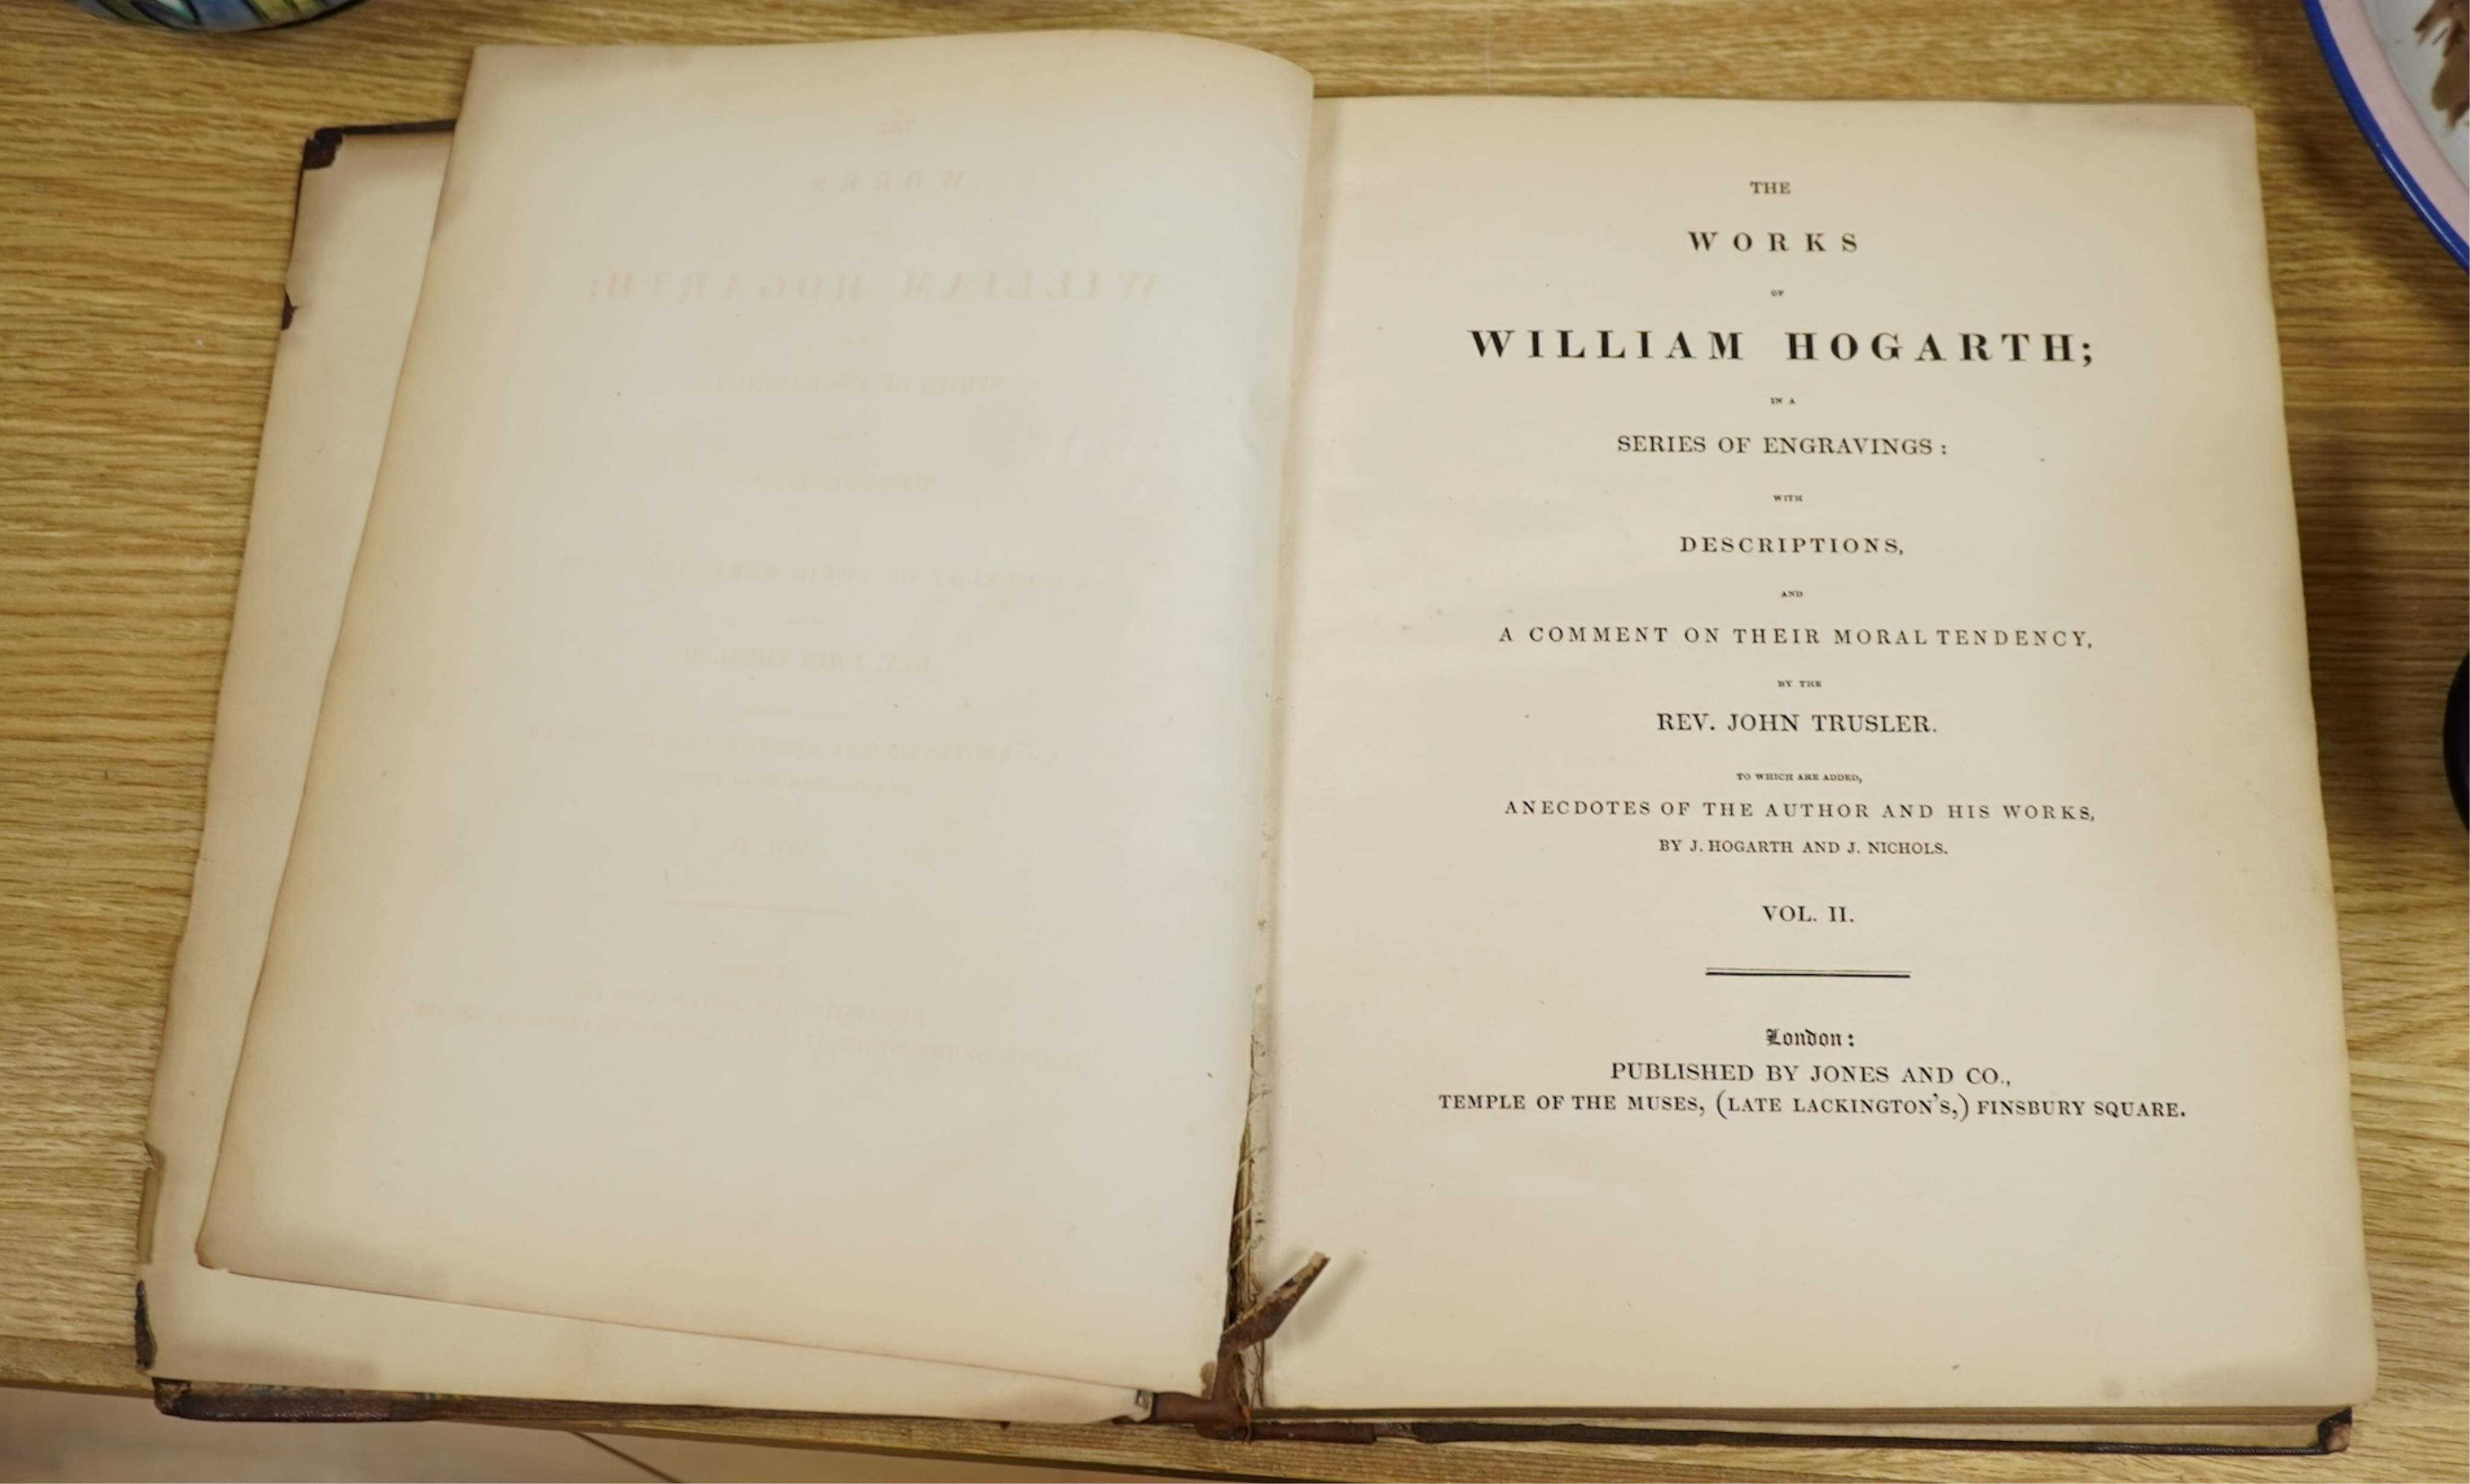 THE
WORKS
OF
WILLIAM HOGARTH;
IN A
SERIES OF ENGRAVINGS:
WITH
DESCRIPTIONS,
AND
A COMMENT ON THEIR MORAL TENDENCY,
BY THE
REV. JOHN TRUSLER.
TO WHICH ARE ADDED,
ANECDOTES OF THE AUTHOR AND HIS WORKS,
BY J. HOGARTH AND J. NICHOLS.
VOL. II.
London:
PUBLISHED BY JONES AND CO.,
TEMPLE OF THE MUSES, (LATE LACKINGTON'S,) FINSBURY SQUARE.